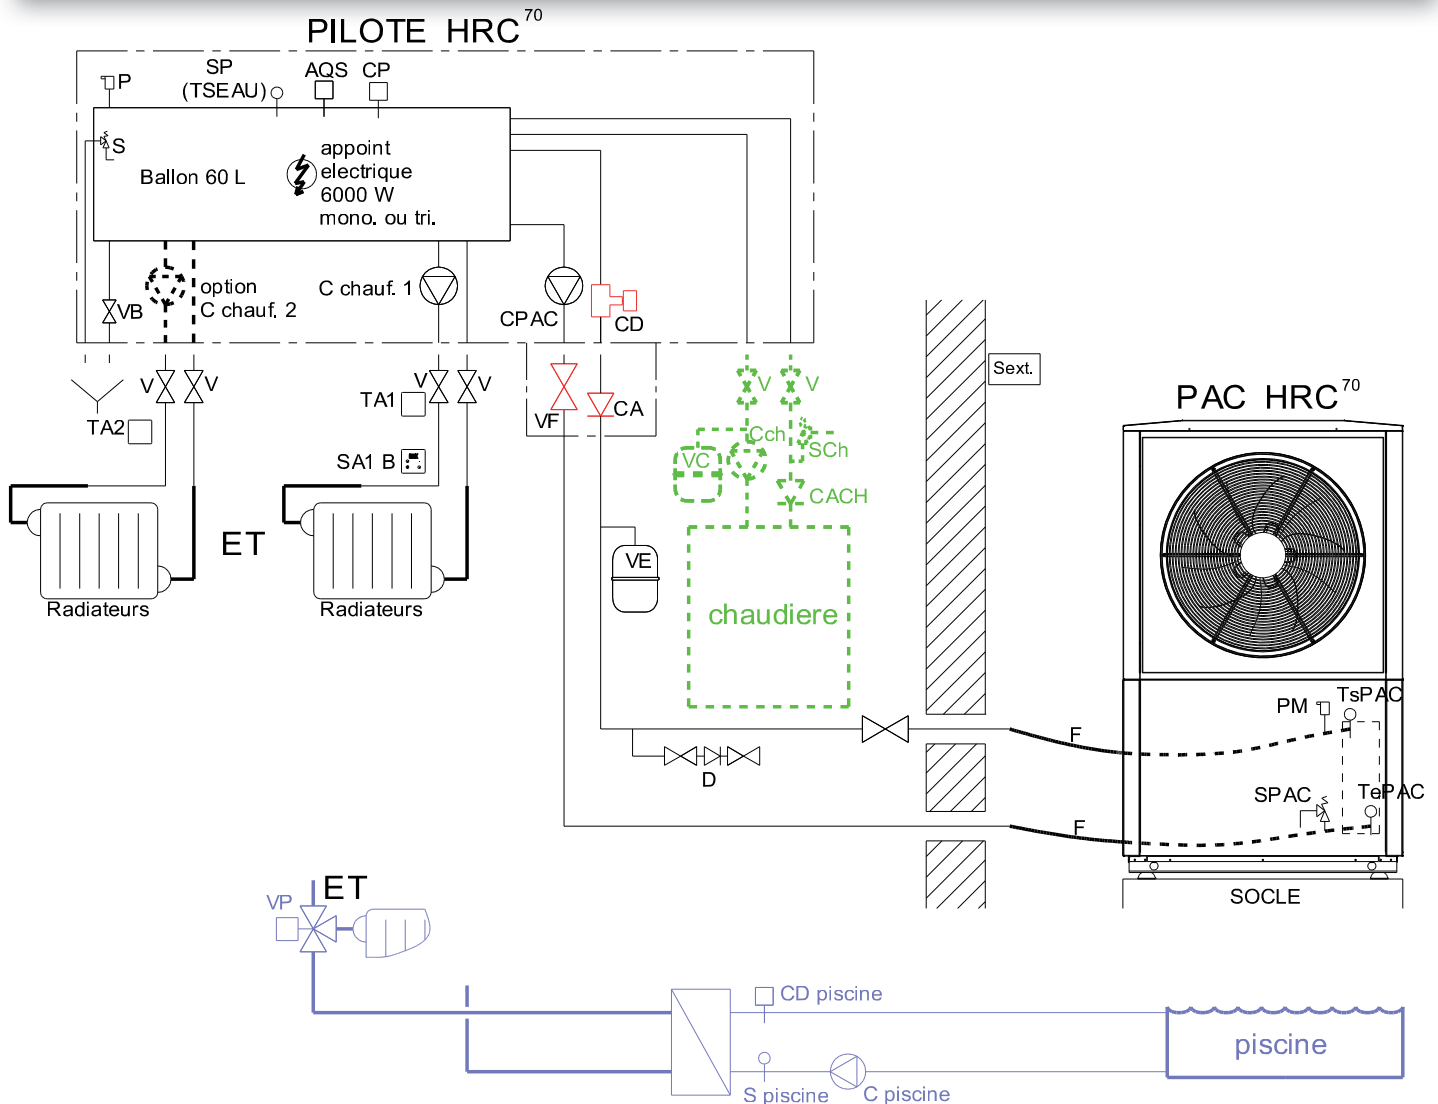 PILOTE HRC70
P
SP
(TSEAU)
AQS
CP
S
Ballon 60 L
appoint
electrique
6000 W
mono. ou tri.
VB
option
C chauf. 2
C chauf. 1
CPAC
CD
V
V
TA2
TA1
V
V
VF
CA
V
V
Sext.
PAC HRC70
SA1 B
VC
Cch
SCh
CACH
ET
Radiateurs
Radiateurs
VE
chaudiere
D
F
F
PM
TsPAC
SPAC
TePAC
SOCLE
ET
VP
CD piscine
piscine
S piscine
C piscine